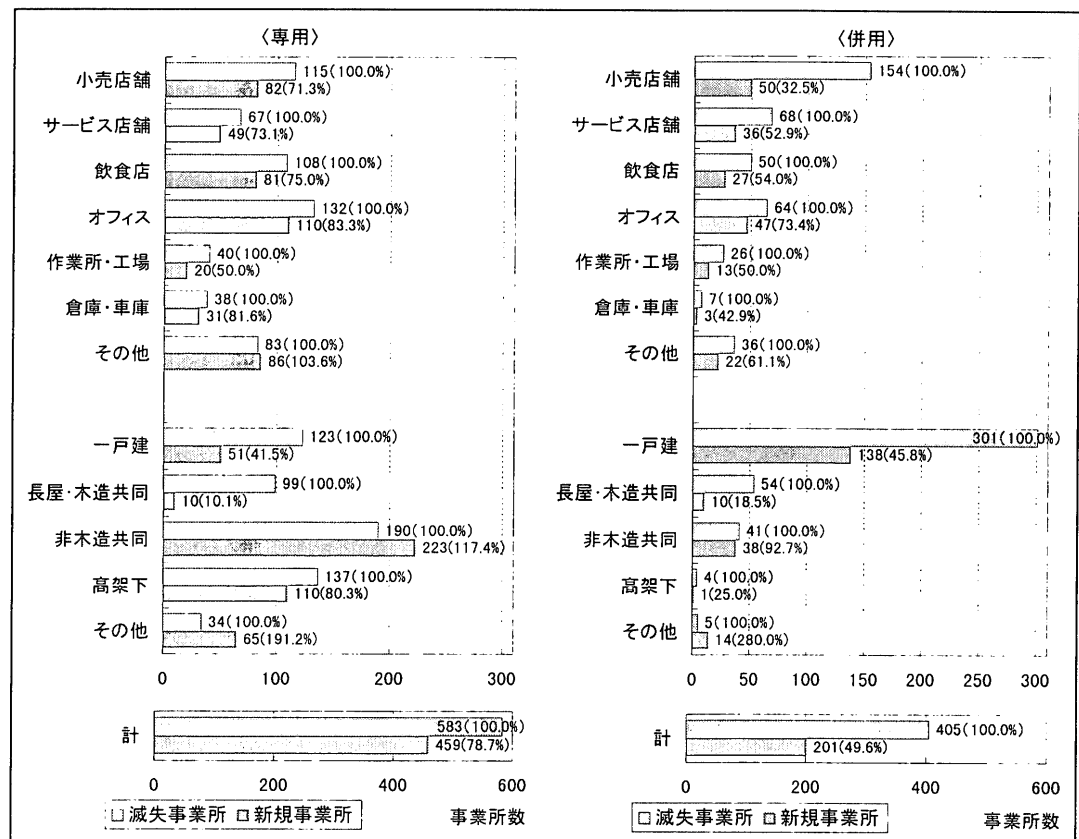 〈専用〉
小売店舗
115(100.0%)
82(71.3%)
サービス店舗
67(100.0%)
49(73.1%)
飲食店
108(100.0%)
81(75.0%)
オフィス
132(100.0%)
110(83.3%)
作業所・工場
40(100.0%)
20(50.0%)
倉庫・車庫
38(100.0%)
31(81.6%)
その他
83(100.0%)
86(103.6%)
一戸建
123(100.0%)
51(41.5%)
長屋・木造共同
99(100.0%)
10(10.1%)
非木造共同
190(100.0%)
223(117.4%)
髙架下
137(100.0%)
110(80.3%)
その他
34(100.0%)
65(191.2%)
0 100 200 300
計
583(100.0%)
459(78.7%)
0 200 400 600
滅失事業所 新規事業所 事業所数
〈併用〉
小売店舗
154(100.0%)
50(32.5%)
サービス店舗
68(100.0%)
36(52.9%)
飲食店
50(100.0%)
27(54.0%)
オフィス
64(100.0%)
47(73.4%)
作業所・工場
26(100.0%)
13(50.0%)
倉庫・車庫
7(100.0%)
3(42.9%)
その他
36(100.0%)
22(61.1%)
一戸建
301(100.0%)
138(45.8%)
長屋・木造共同
54(100.0%)
10(18.5%)
非木造共同
41(100.0%)
38(92.7%)
髙架下
4(100.0%)
1(25.0%)
その他
5(100.0%)
14(280.0%)
0 50 100 150 200 250 300
計
405(100.0%)
201(49.6%)
0 200 400 600
滅失事業所 新規事業所 事業所数